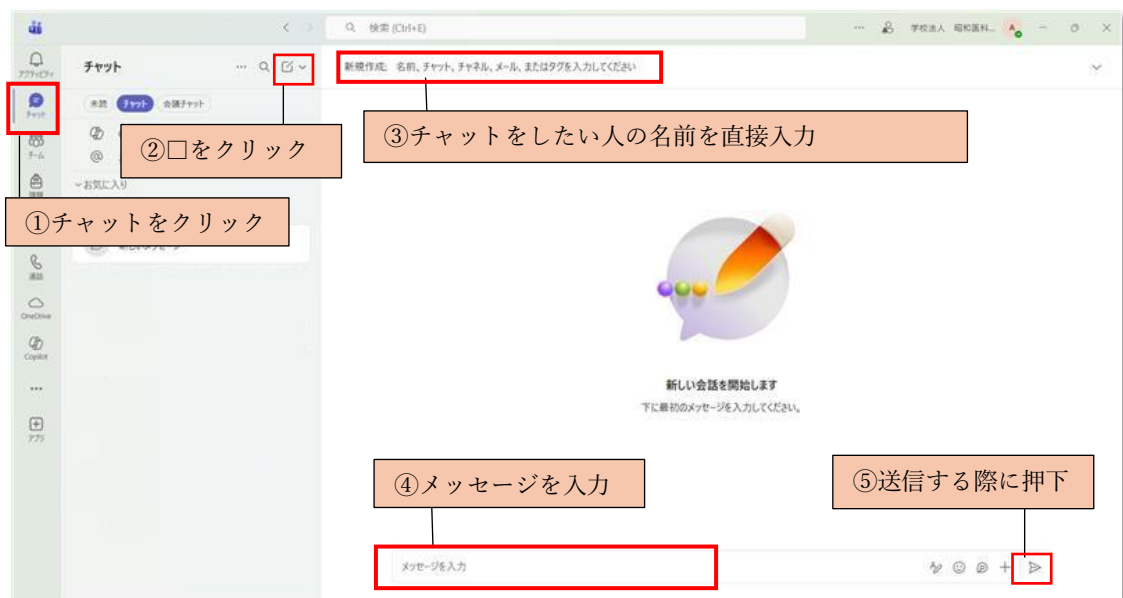 検索 (Ctrl+E)
学校法人 昭和医科...
アクティビティ
チャット
新規作成: 名前、チャット、チャネル、メール、またはタグを入力してください
チャット
未読 チャット 会議チャット
③チャットをしたい人の名前を直接入力
②□をクリック
チーム
お気に入り
①チャットをクリック
通話
OneDrive
Copilot
アプリ
新しい会話を開始します
下に最初のメッセージを入力してください。
④メッセージを入力
⑤送信する際に押下
メッセージを入力